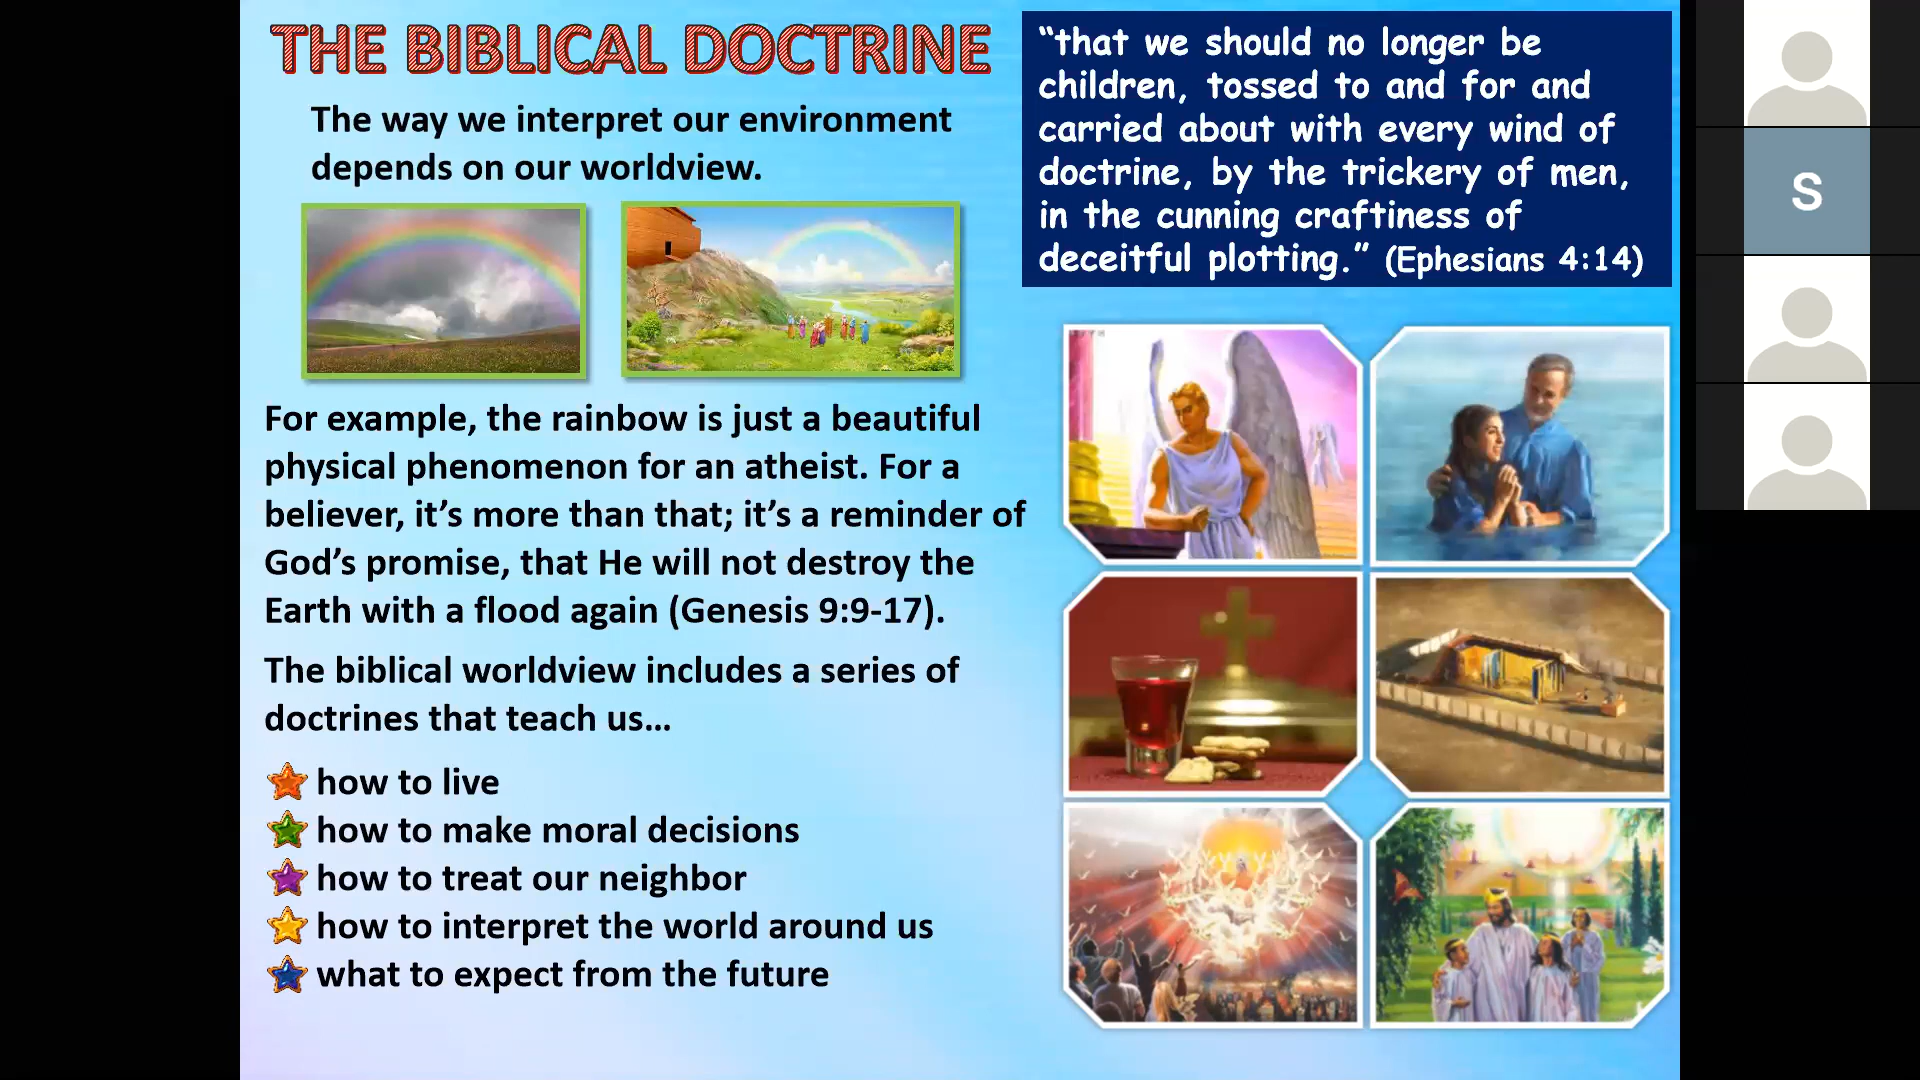 THE BIBLICAL DOCTRINE
The way we interpret our environment
depends on our worldview.
For example, the rainbow is just a beautiful
physical phenomenon for an atheist. For a
believer, it’s more than that; it’s a reminder of
God’s promise, that He will not destroy the
Earth with a flood again (Genesis 9:9-17).
The biblical worldview includes a series of
doctrines that teach us…
how to live
how to make moral decisions
how to treat our neighbor
how to interpret the world around us
what to expect from the future
“that we should no longer be
children, tossed to and for and
carried about with every wind of
doctrine, by the trickery of men,
in the cunning craftiness of
deceitful plotting.” (Ephesians 4:14)
S